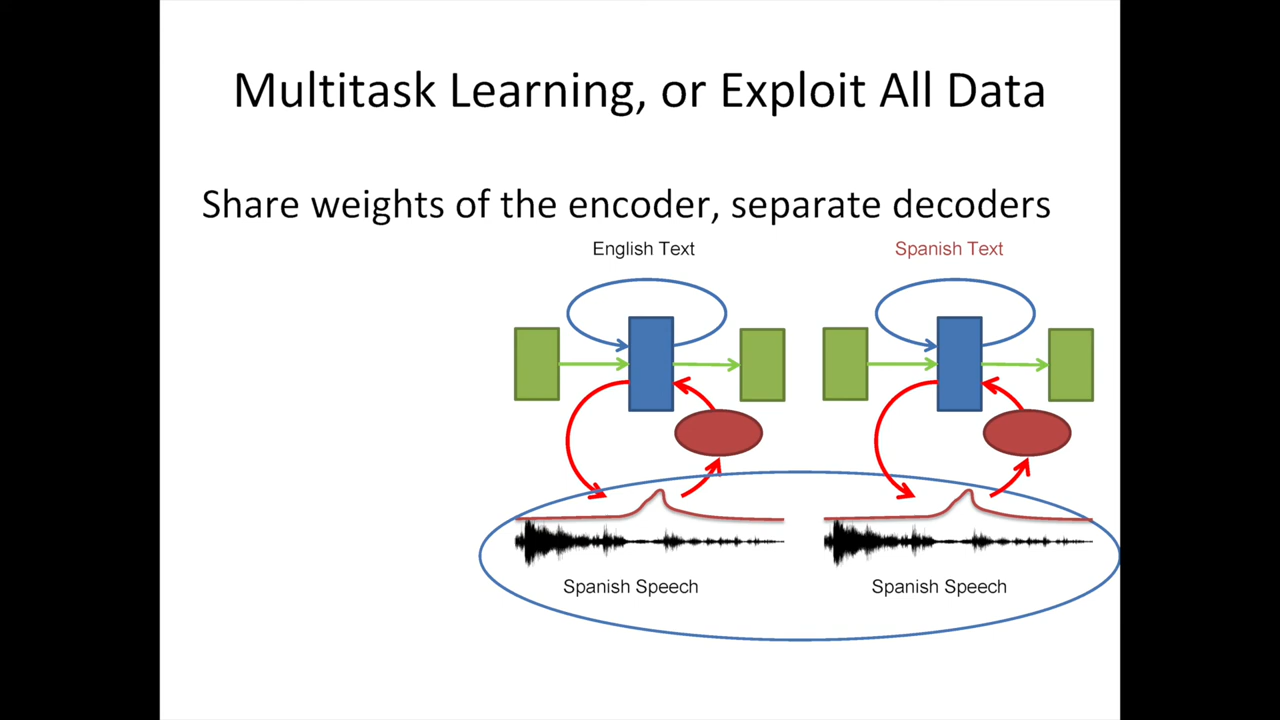 Multitask Learning, or Exploit All Data
Share weights of the encoder, separate decoders
English Text
Spanish Text
Spanish Speech
Spanish Speech